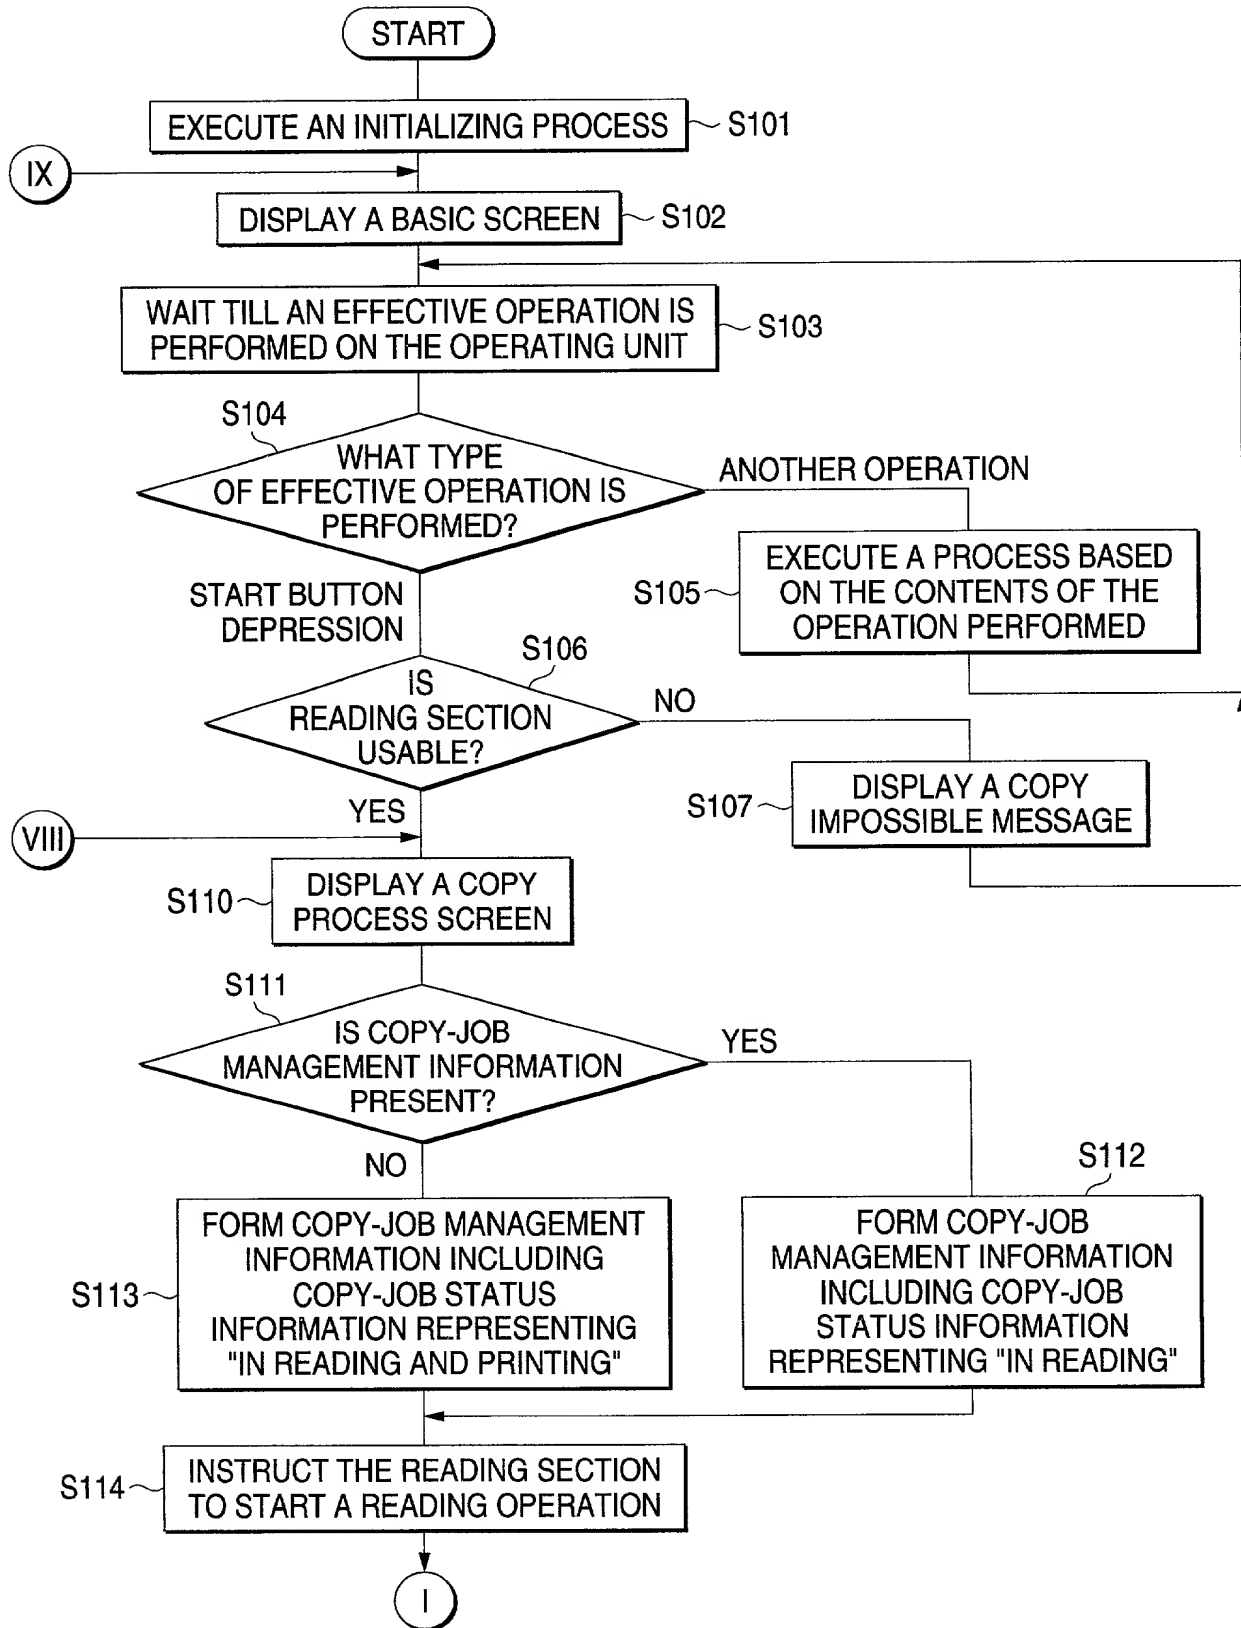 START
EXECUTE AN INITIALIZING PROCESS
S101
IX
DISPLAY A BASIC SCREEN
S102
WAIT TILL AN EFFECTIVE OPERATION IS
PERFORMED ON THE OPERATING UNIT
S103
S104
WHAT TYPE
OF EFFECTIVE OPERATION IS
PERFORMED?
ANOTHER OPERATION
S105
EXECUTE A PROCESS BASED
ON THE CONTENTS OF THE
OPERATION PERFORMED
START BUTTON
DEPRESSION
S106
IS
READING SECTION
USABLE?
NO
S107
DISPLAY A COPY
IMPOSSIBLE MESSAGE
YES
VIII
S110
DISPLAY A COPY
PROCESS SCREEN
S111
IS COPY-JOB
MANAGEMENT INFORMATION
PRESENT?
YES
NO
S112
FORM COPY-JOB
MANAGEMENT INFORMATION
INCLUDING COPY-JOB
STATUS INFORMATION
REPRESENTING "IN READING"
S113
FORM COPY-JOB MANAGEMENT
INFORMATION INCLUDING
COPY-JOB STATUS
INFORMATION REPRESENTING
"IN READING AND PRINTING"
S114
INSTRUCT THE READING SECTION
TO START A READING OPERATION
I